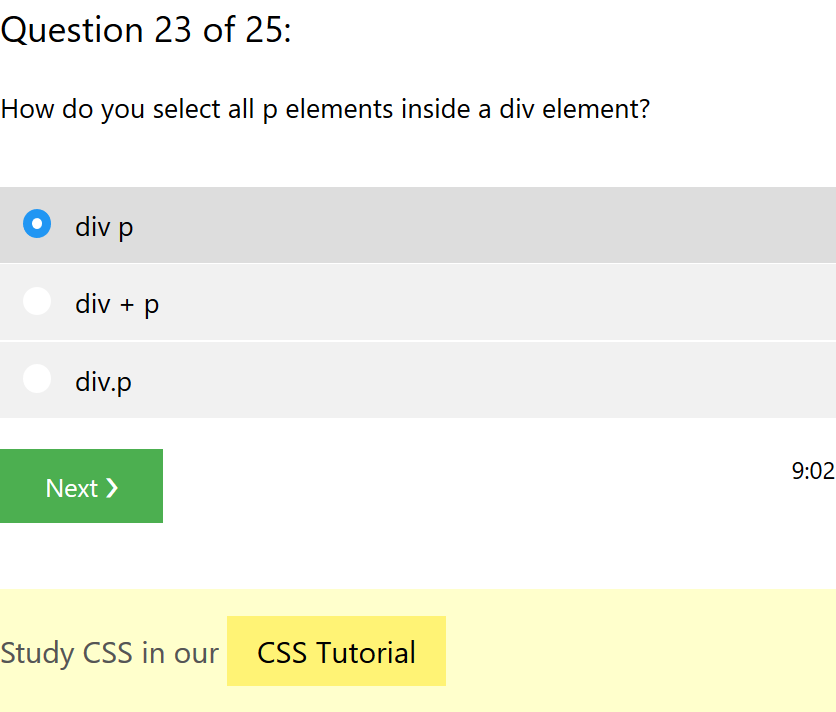 Question 23 of 25:
How do you select all p elements inside a div element?
div p
div + p
div.p
Next ❯
9:02
Study CSS in our CSS Tutorial